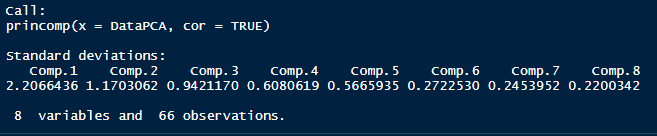 Call:
princomp(x = DataPCA, cor = TRUE)
Standard deviations:
Comp.1 Comp.2 Comp.3 Comp.4 Comp.5 Comp.6 Comp.7 Comp.8
2.2066436 1.1703062 0.9421170 0.6080619 0.5665935 0.2722530 0.2453952 0.2200342
8 variables and 66 observations.